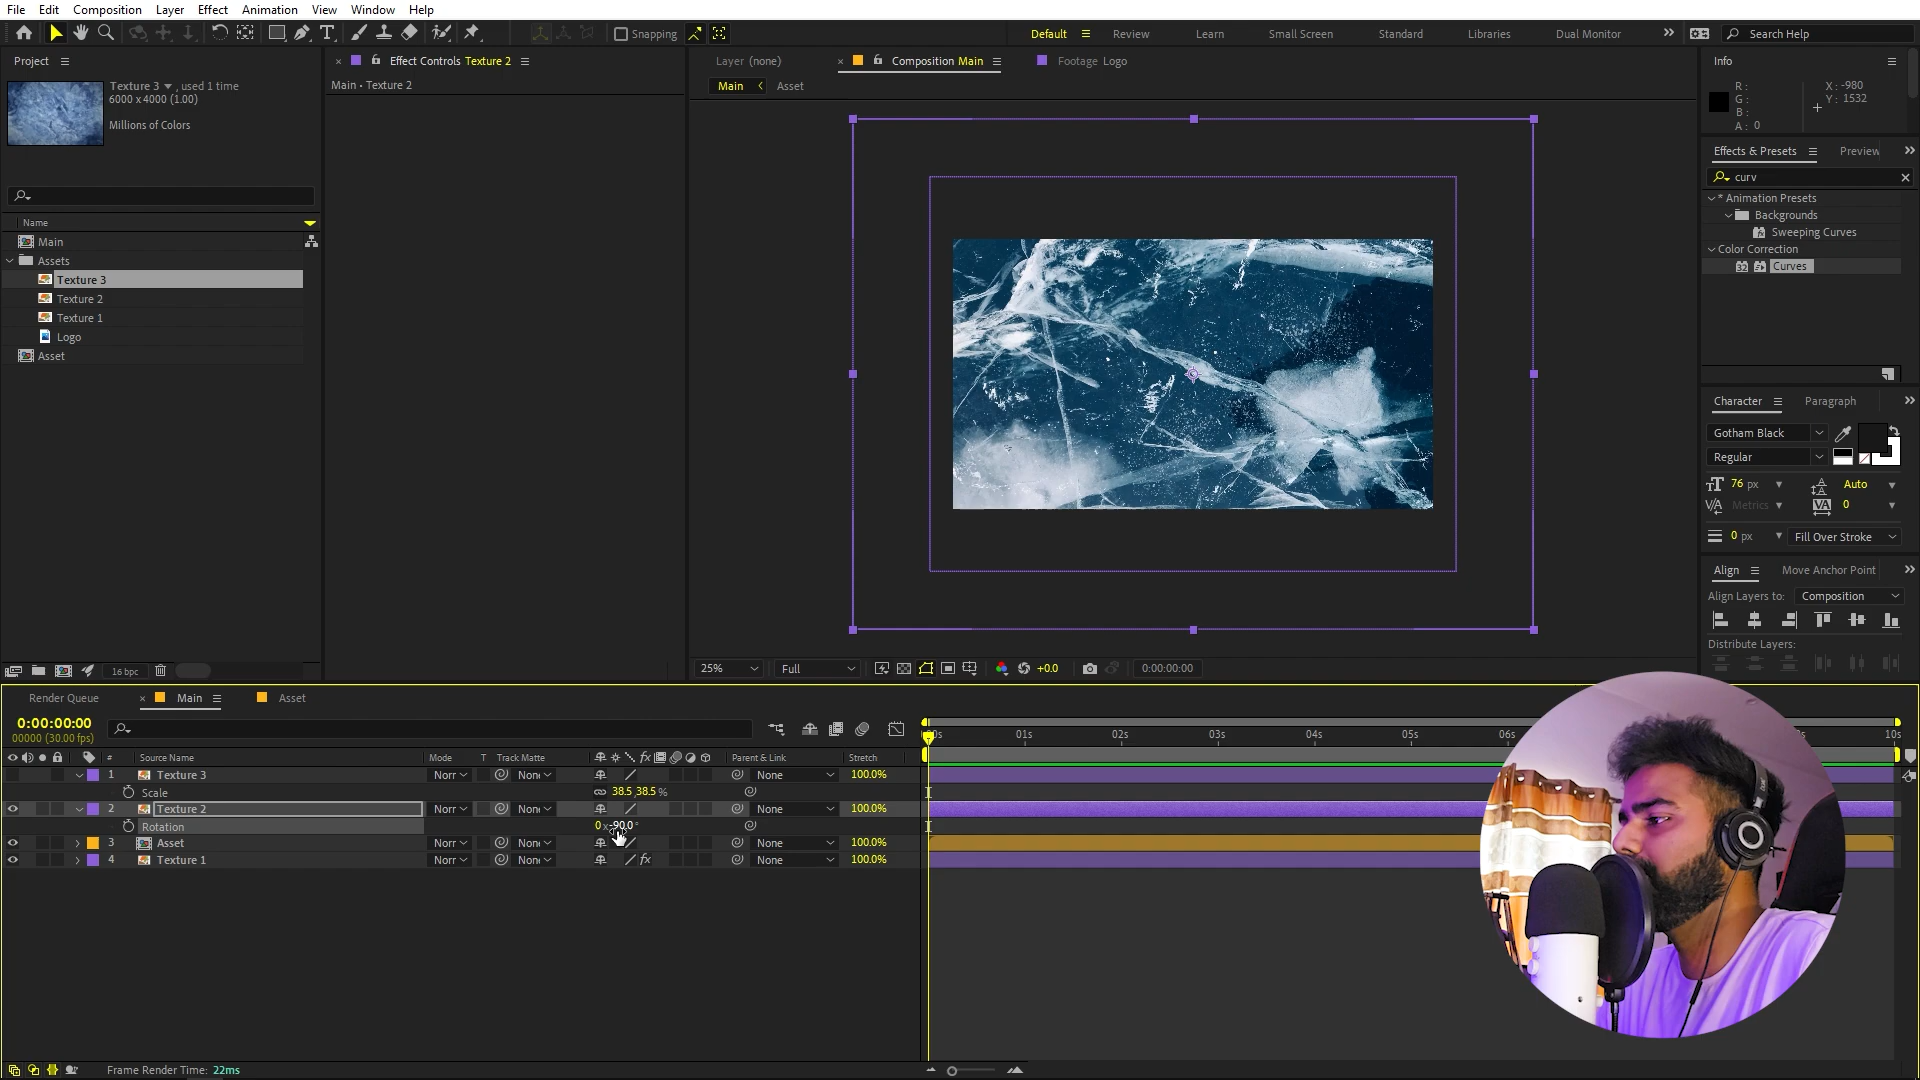 File Edit Composition Layer Effect Animation View Window Help
Snapping Default Review Learn Small Screen Standard Libraries Dual Monitor Search Help
Project
Texture 3 , used 1 time
6000 x 4000 (1.00)
Millions of Colors
Name
Main
Assets
Texture 3
Texture 2
Texture 1
Logo
Asset
16 bpc
Effect Controls Texture 2
Main • Texture 2
Layer (none) Composition Main Footage Logo
Main Asset
25% Full +0.0 0:00:00:00
Info
R :
G :
B :
A : 0
X : -980
Y : 1532
Effects & Presets Preview
curv
* Animation Presets
Backgrounds
Sweeping Curves
Color Correction
Curves
Character Paragraph
Gotham Black
Regular
76 px Auto
Metrics 0
0 px Fill Over Stroke
Align Move Anchor Point
Align Layers to: Composition
Distribute Layers:
Render Queue Main Asset
0:00:00:00
00000 (30.00 fps)
# Source Name Mode T Track Matte Parent & Link Stretch
1 Texture 3 Norr None None 100.0%
Scale 38.5,38.5 %
2 Texture 2 Norr None None 100.0%
Rotation 0 x-90.0 °
3 Asset Norr None None 100.0%
4 Texture 1 Norr None None 100.0%
01s 02s 03s 04s 05s 10s
Frame Render Time: 22ms